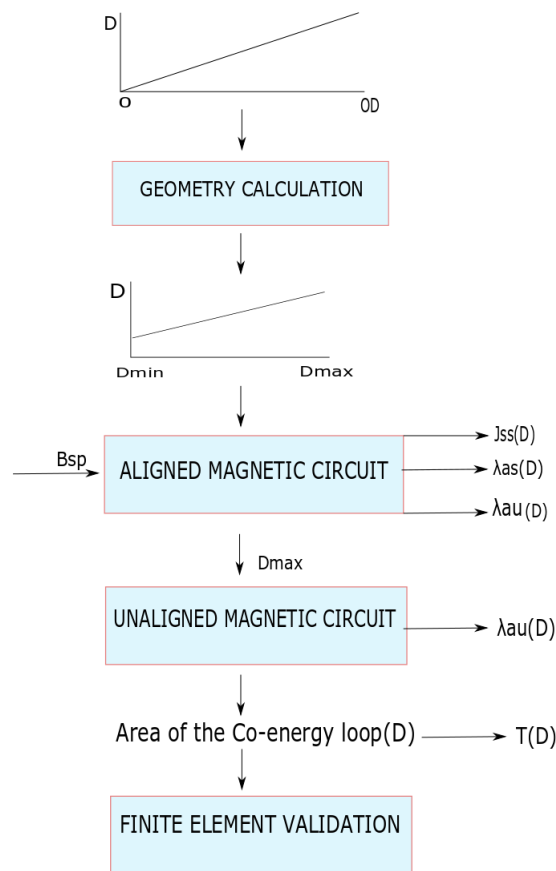 D
O
OD
GEOMETRY CALCULATION
D
Dmin
Dmax
Jss(D)
Bsp
ALIGNED MAGNETIC CIRCUIT
λas(D)
λau(D)
Dmax
UNALIGNED MAGNETIC CIRCUIT
λau(D)
Area of the Co-energy loop(D)
T(D)
FINITE ELEMENT VALIDATION